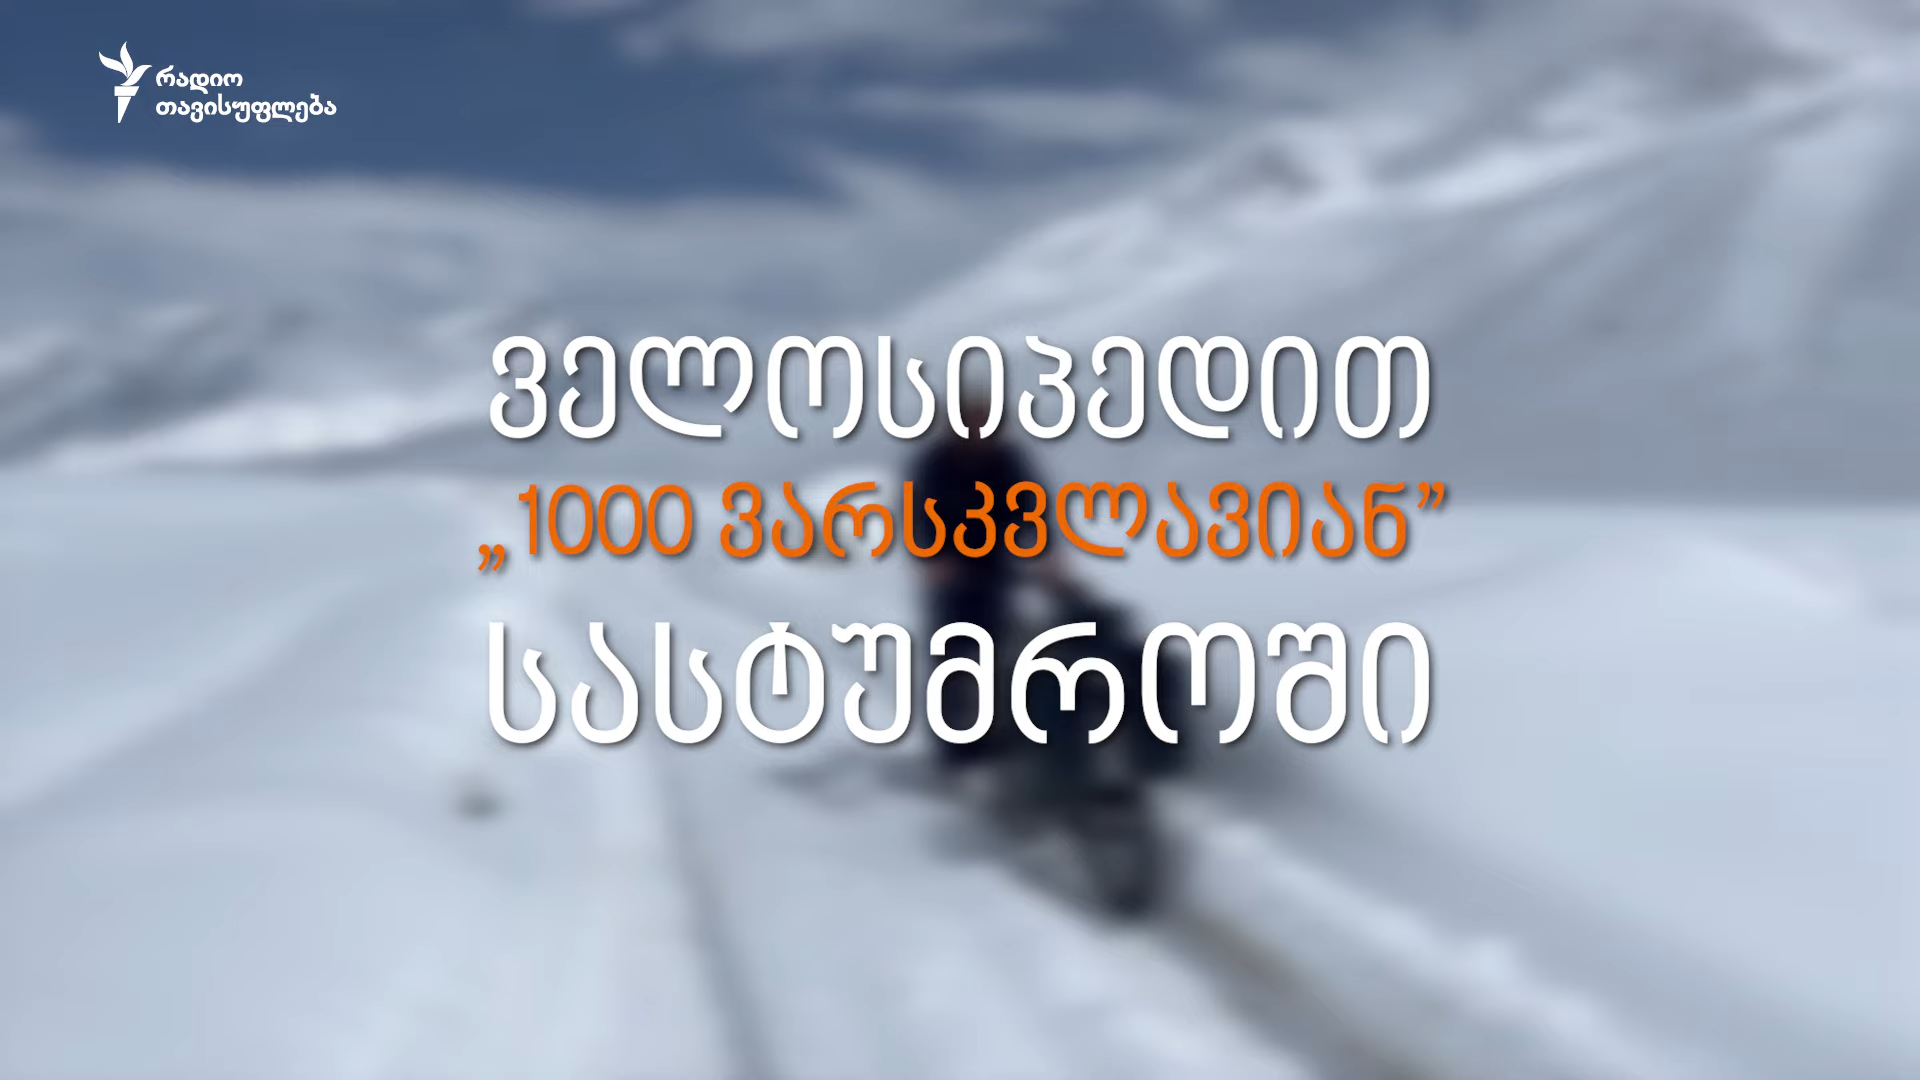 რადიო
თავისუფლება
ველოსიპედით
„1000 ვარსკვლავიან”
სასტუმროში